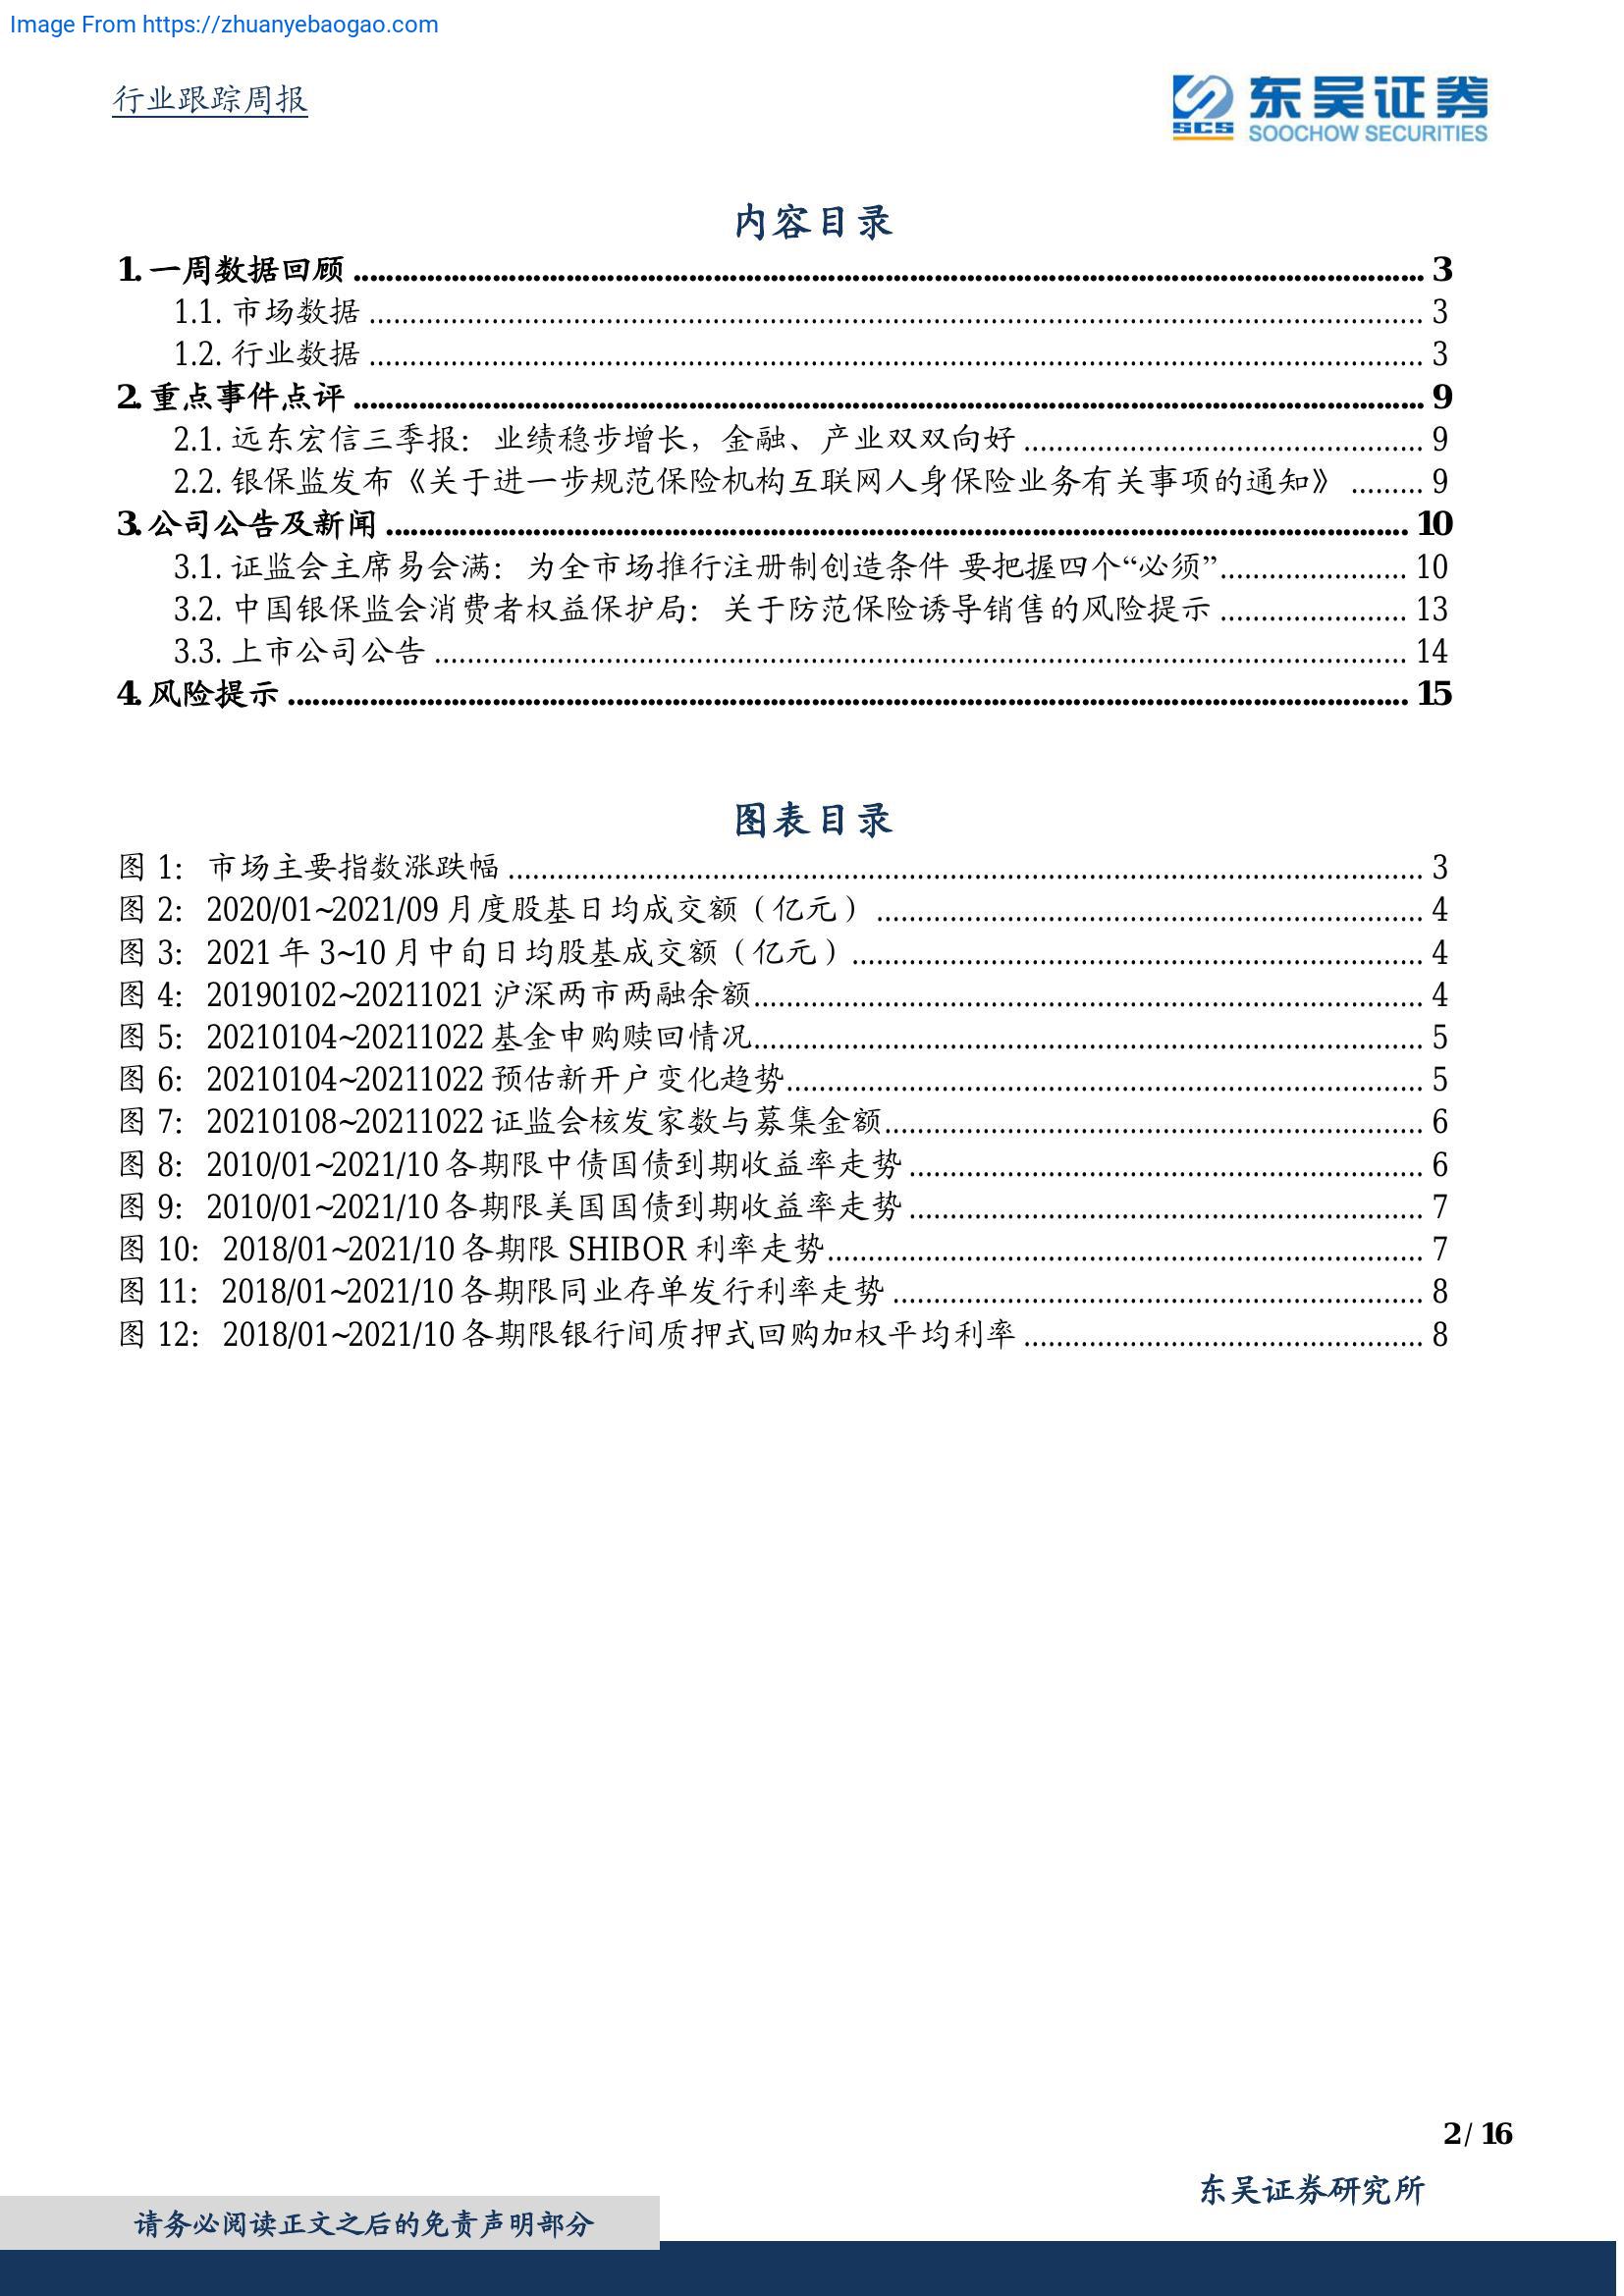 Image From https://zhuanyebaogao.com
行业跟踪周报
东吴证券
SCS
SOOCHOW SECURITIES
内容目录
1. 一周数据回顾 ........ 3
1.1. 市场数据 ........ 3
1.2. 行业数据 ........ 3
2. 重点事件点评 ........ 9
2.1. 远东宏信三季报：业绩稳步增长，金融、产业双双向好 ........ 9
2.2. 银保监发布《关于进一步规范保险机构互联网人身保险业务有关事项的通知》 ........ 9
3. 公司公告及新闻 ........ 10
3.1. 证监会主席易会满：为全市场推行注册制创造条件 要把握四个“必须”........ 10
3.2. 中国银保监会消费者权益保护局：关于防范保险诱导销售的风险提示 ........ 13
3.3. 上市公司公告 ........ 14
4. 风险提示 ........ 15
图表目录
图 1： 市场主要指数涨跌幅 ........ 3
图 2： 2020/01~2021/09 月度股基日均成交额（亿元） ........ 4
图 3： 2021 年 3~10 月中旬日均股基成交额（亿元）........ 4
图 4： 20190102~20211021 沪深两市两融余额........ 4
图 5： 20210104~20211022 基金申购赎回情况........ 5
图 6： 20210104~20211022 预估新开户变化趋势........ 5
图 7： 20210108~20211022 证监会核发家数与募集金额........ 6
图 8： 2010/01~2021/10 各期限中债国债到期收益率走势 ........ 6
图 9： 2010/01~2021/10 各期限美国国债到期收益率走势 ........ 7
图 10： 2018/01~2021/10 各期限 SHIBOR 利率走势........ 7
图 11： 2018/01~2021/10 各期限同业存单发行利率走势 ........ 8
图 12： 2018/01~2021/10 各期限银行间质押式回购加权平均利率 ........ 8
2 / 16
东吴证券研究所
请务必阅读正文之后的免责声明部分